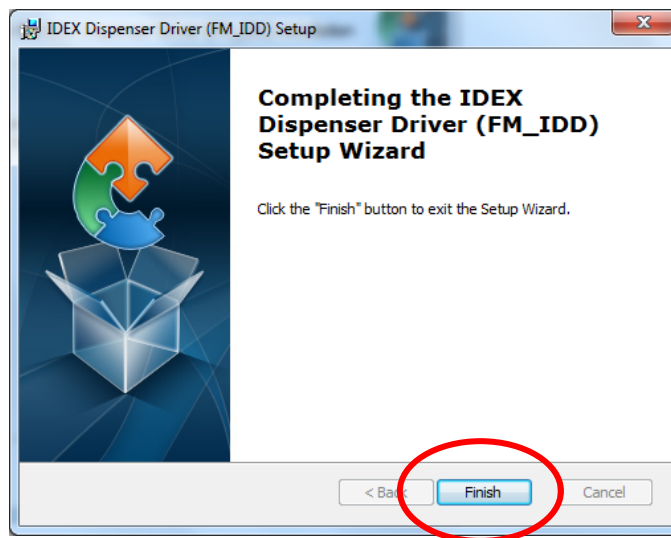 IDEX Dispenser Driver (FM_IDD) Setup
Completing the IDEX
Dispenser Driver (FM_IDD)
Setup Wizard
Click the "Finish" button to exit the Setup Wizard.
< Back
Finish
Cancel